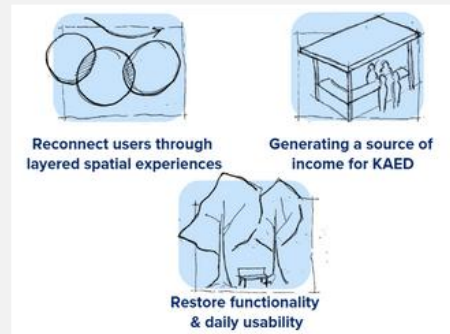 Reconnect users through
layered spatial experiences
Generating a source of
income for KAED
Restore functionality
& daily usability